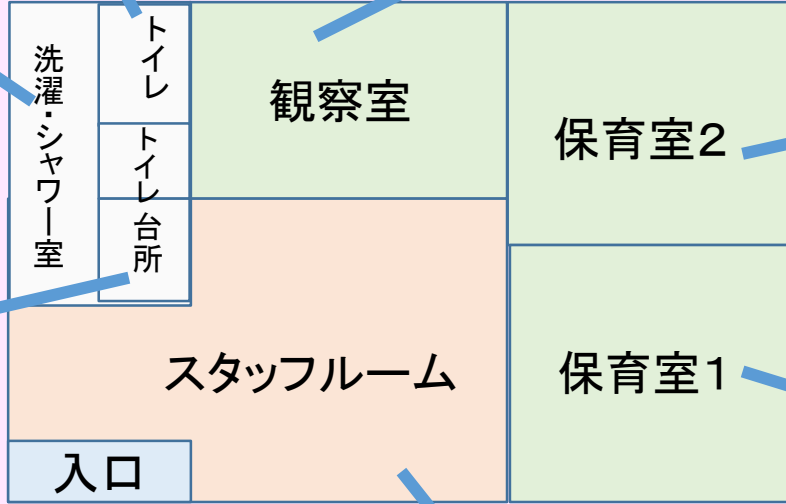 洗濯・シャワー室
トイレ
トイレ
台所
観察室
保育室2
スタッフルーム
保育室1
入口